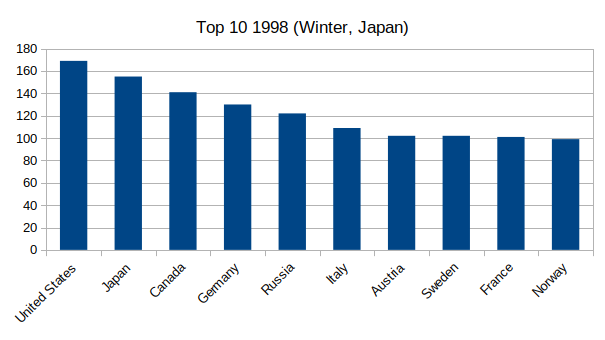 Top 10 1998 (Winter, Japan)
180
160
140
120
100
80
60
40
20
0
United States
Japan
Canada
Germany
Russia
Italy
Austria
Sweden
France
Norway